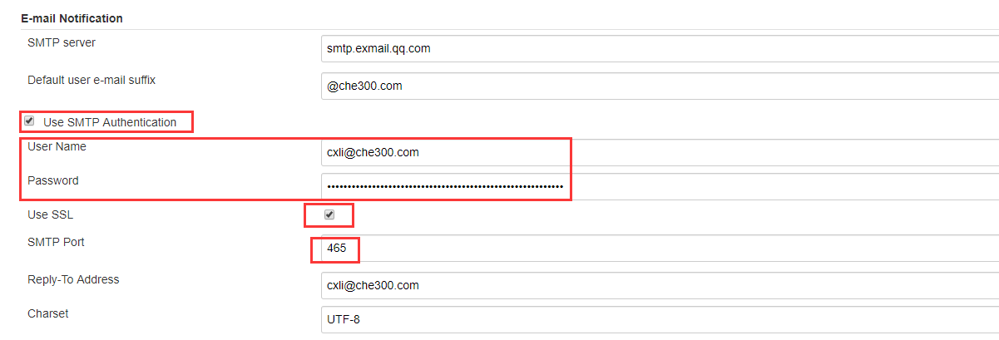 E-mail Notification
SMTP server smtp.exmail.qq.com
Default user e-mail suffix @che300.com
Use SMTP Authentication
User Name cxli@che300.com
Password ••••••••••••••••••••••••••••••••••••••••••••••••••••••••••
Use SSL
SMTP Port 465
Reply-To Address cxli@che300.com
Charset UTF-8